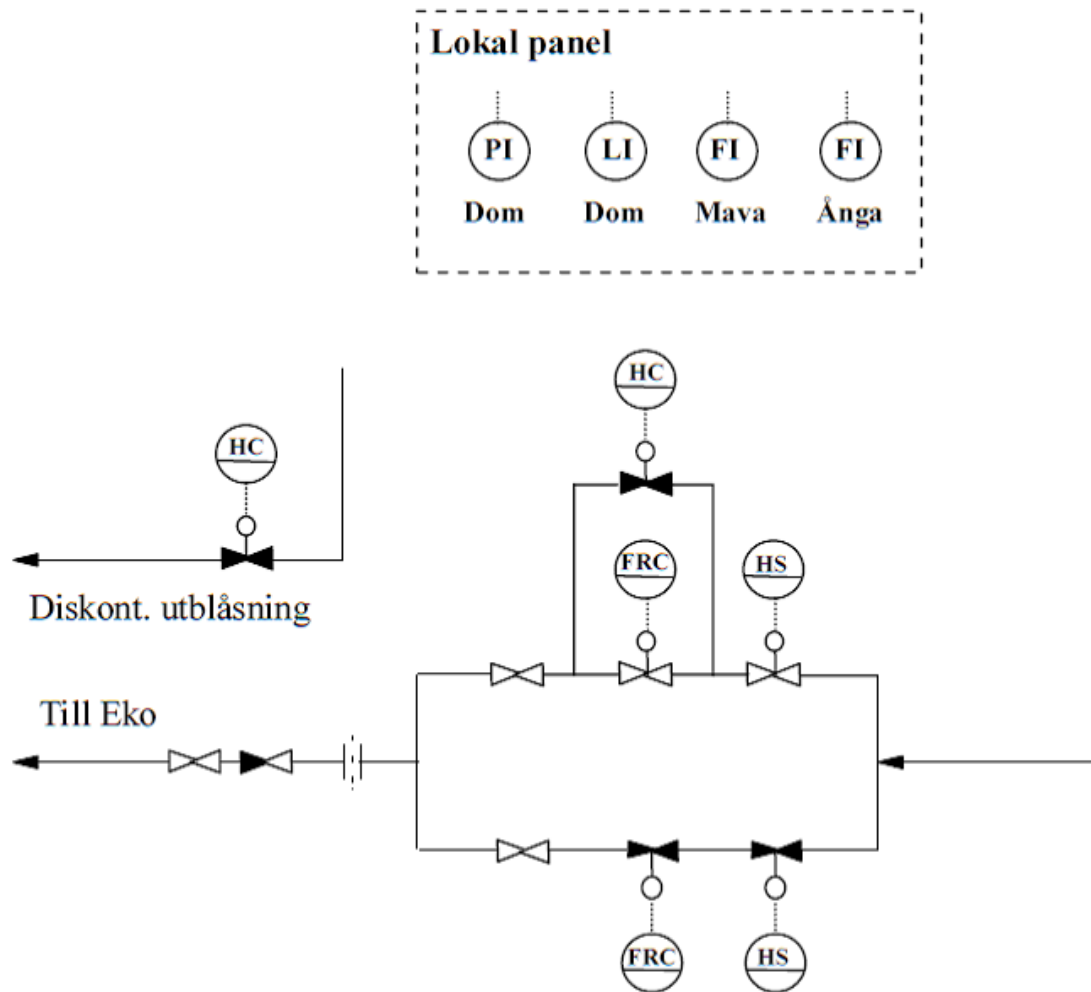 Lokal panel
PI LI FI FI
Dom Dom Mava Ånga
HC
HC
FRC HS
Diskont. utblåsning
Till Eko
FRC HS